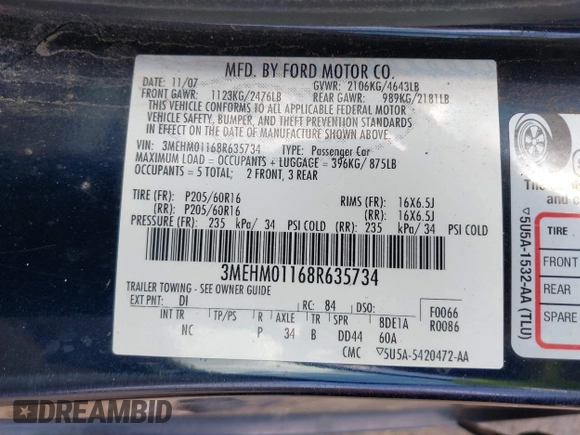 MFD. BY FORD MOTOR CO.
DATE: 11/07 GVWR: 2106KG/4643LB
FRONT GAWR: 1123KG/2476LB REAR GAWR: 989KG/2181LB
THIS VEHICLE CONFORMS TO ALL APPLICABLE FEDERAL MOTOR
VEHICLE SAFETY, BUMPER, AND THEFT PREVENTION STANDARDS
IN EFFECT ON THE DATE OF MANUFACTURE SHOWN ABOVE.
VIN: 3MEHM01168R635734 TYPE: Passenger Car
MAXIMUM LOAD = OCCUPANTS + LUGGAGE = 396KG/ 875LB
OCCUPANTS = 5 TOTAL: 2 FRONT, 3 REAR
TIRE (FR): P205/60R16 RIMS (FR): 16X6.5J
(RR) P205/60R16 (RR): 16X6.5J
PRESSURE (FR): 235 kPa/ 34 PSI COLD (RR): 235 kPa/ 34 PSI COLD
3MEHM01168R635734
TRAILER TOWING - SEE OWNER GUIDE
EXT PNT: DI RC: 84 DSO: F0066
INT TR TP/PS R AXLE TR SPR 8DE1A R0086
NC P 34 B DD44 60A
CMC ▽5U5A-5420472-AA
▽5U5A-1532-AA (TLU)
The
and c
TIRE
FRONT
REAR
SPARE
DREAMBID